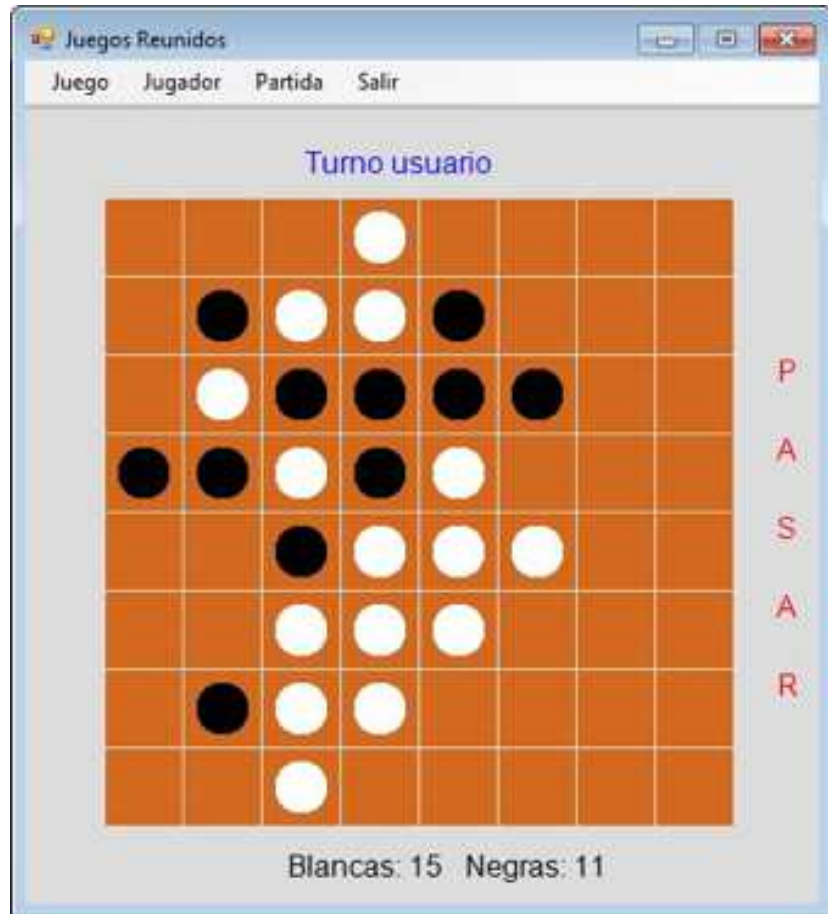 Juegos Reunidos
Juego Jugador Partida Salir
Turno usuario
P
A
S
A
R
Blancas: 15 Negras: 11